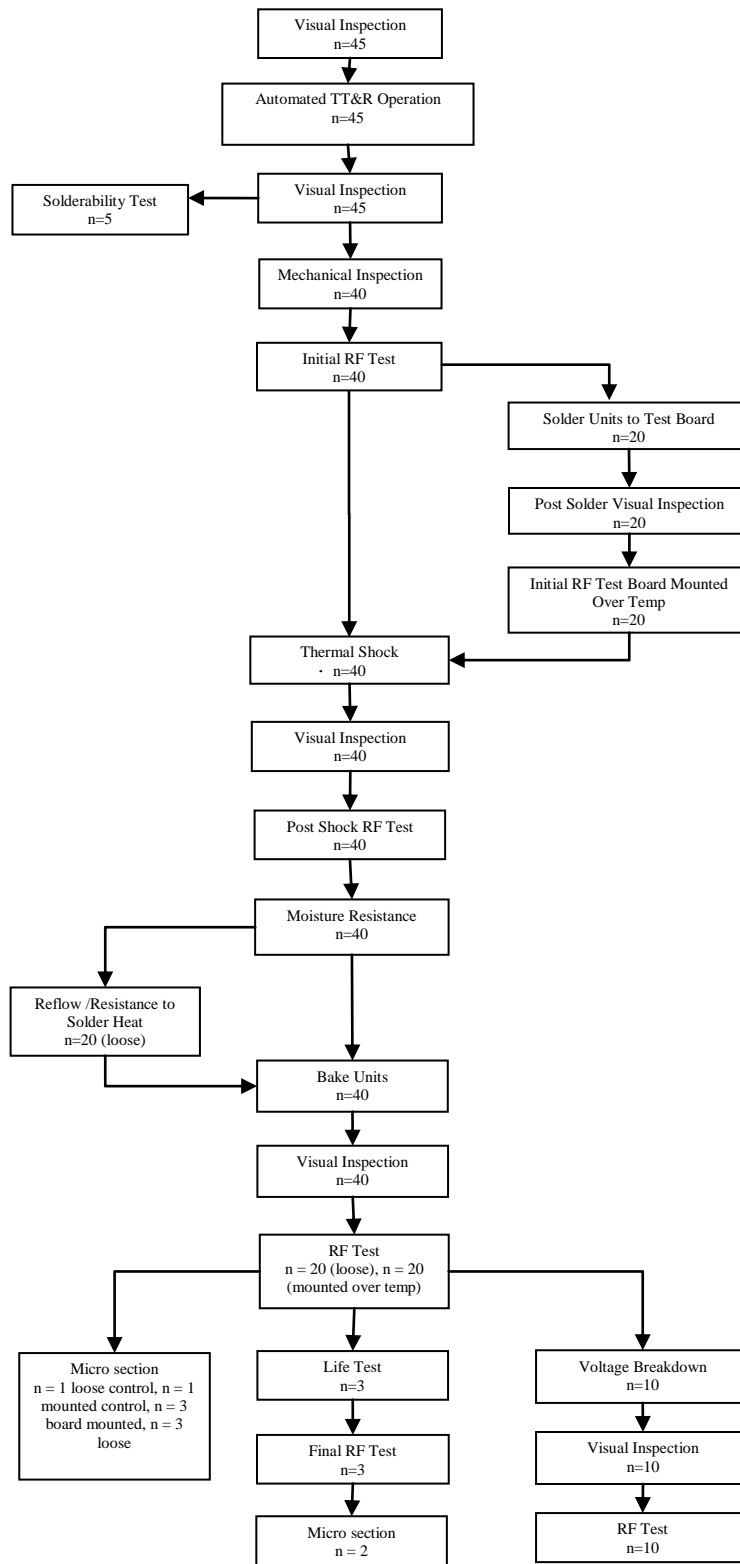 Visual Inspection
n=45
Automated TT&R Operation
n=45
Visual Inspection
n=45
Solderability Test
n=5
Mechanical Inspection
n=40
Initial RF Test
n=40
Solder Units to Test Board
n=20
Post Solder Visual Inspection
n=20
Initial RF Test Board Mounted
Over Temp
n=20
Thermal Shock
· n=40
Visual Inspection
n=40
Post Shock RF Test
n=40
Moisture Resistance
n=40
Reflow /Resistance to
Solder Heat
n=20 (loose)
Bake Units
n=40
Visual Inspection
n=40
RF Test
n = 20 (loose), n = 20
(mounted over temp)
Micro section
n = 1 loose control, n = 1
mounted control, n = 3
board mounted, n = 3
loose
Life Test
n=3
Final RF Test
n=3
Micro section
n = 2
Voltage Breakdown
n=10
Visual Inspection
n=10
RF Test
n=10